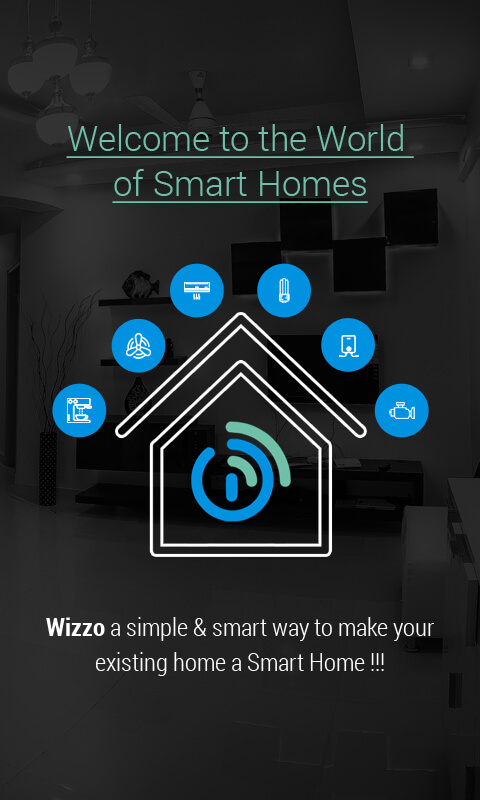 Welcome to the World
of Smart Homes
Wizzo a simple & smart way to make your
existing home a Smart Home !!!